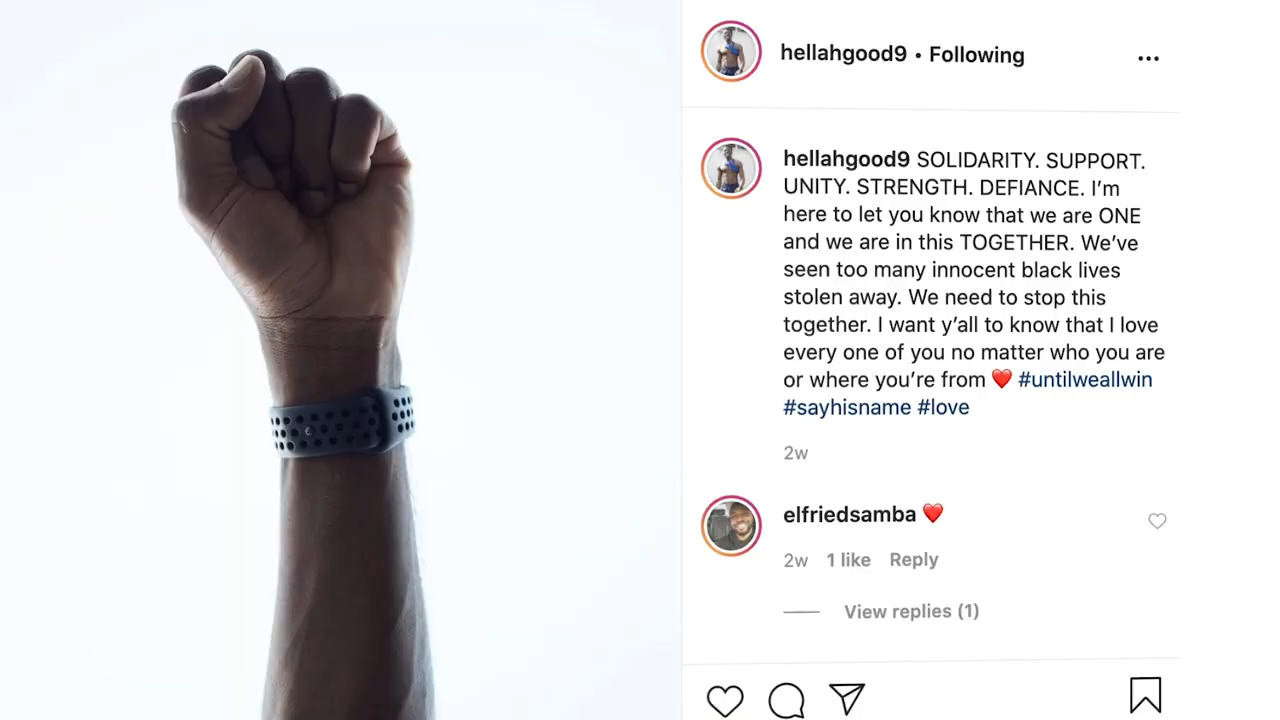 hellahgood9 • Following
hellahgood9 SOLIDARITY. SUPPORT.
UNITY. STRENGTH. DEFIANCE. I’m
here to let you know that we are ONE
and we are in this TOGETHER. We’ve
seen too many innocent black lives
stolen away. We need to stop this
together. I want y’all to know that I love
every one of you no matter who you are
or where you’re from ❤️ #untilweallwin
#sayhisname #love
2w
elfriedsamba ❤️
2w 1 like Reply
View replies (1)